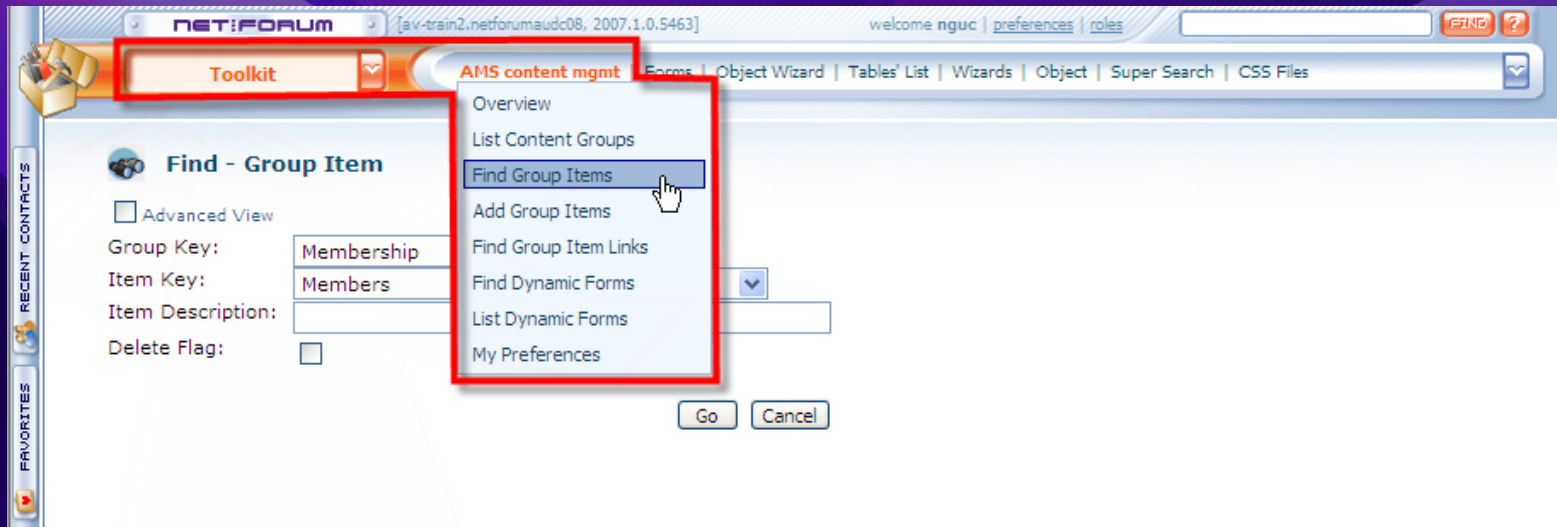 NET:FORUM [av-train2.netforumaudc08, 2007.1.0.5463] welcome nguc | preferences | roles FIND ?
Toolkit AMS content mgmt | Forms | Object Wizard | Tables' List | Wizards | Object | Super Search | CSS Files
Overview
List Content Groups
Find Group Items
Add Group Items
Find Group Item Links
Find Dynamic Forms
List Dynamic Forms
My Preferences
Find - Group Item
Advanced View
Group Key: Membership
Item Key: Members
Item Description:
Delete Flag:
Go Cancel
RECENT CONTACTS
FAVORITES